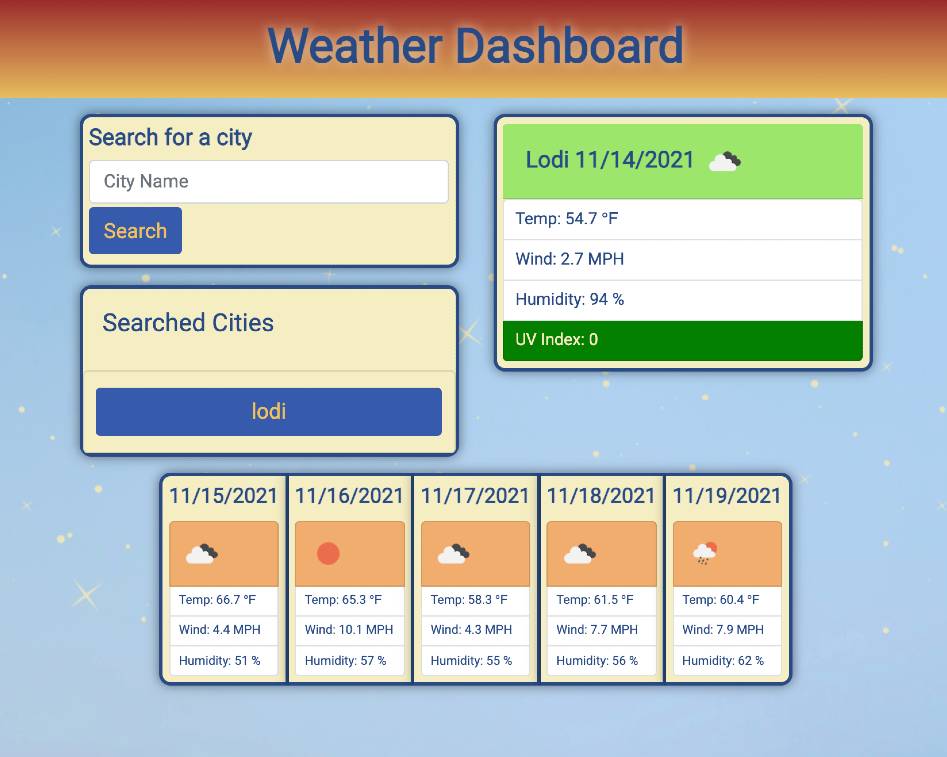 Weather Dashboard
Search for a city
City Name
Search
Searched Cities
lodi
Lodi 11/14/2021
Temp: 54.7 °F
Wind: 2.7 MPH
Humidity: 94 %
UV Index: 0
11/15/2021
Temp: 66.7 °F
Wind: 4.4 MPH
Humidity: 51 %
11/16/2021
Temp: 65.3 °F
Wind: 10.1 MPH
Humidity: 57 %
11/17/2021
Temp: 58.3 °F
Wind: 4.3 MPH
Humidity: 55 %
11/18/2021
Temp: 61.5 °F
Wind: 7.7 MPH
Humidity: 56 %
11/19/2021
Temp: 60.4 °F
Wind: 7.9 MPH
Humidity: 62 %